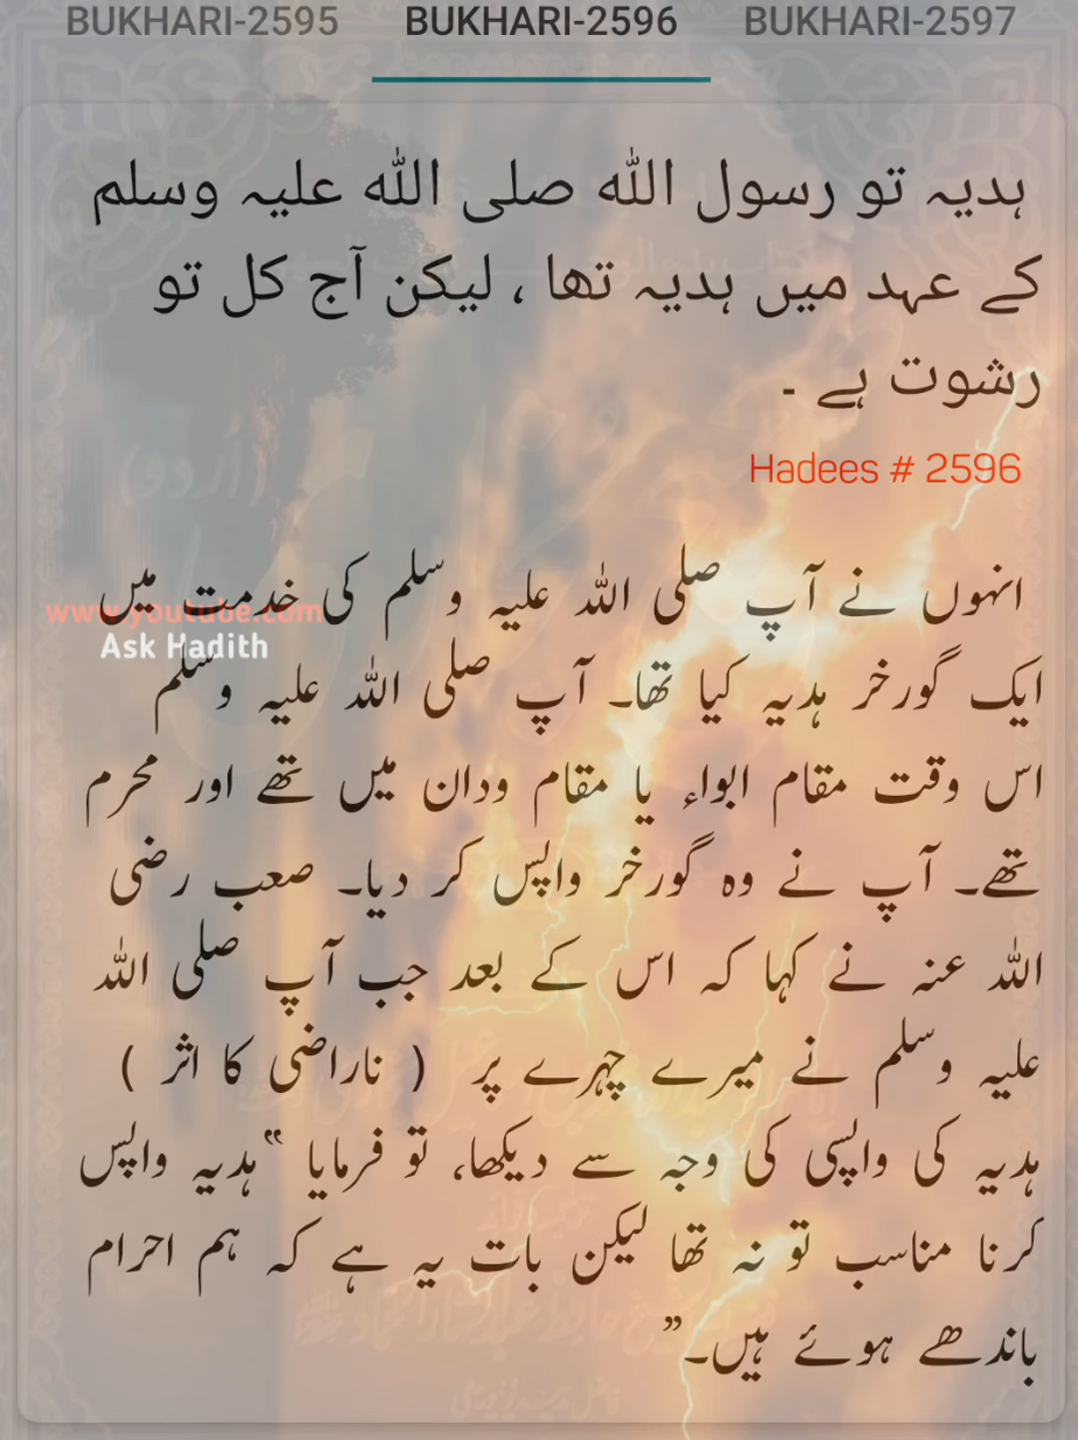 BUKHARI-2595 BUKHARI-2596 BUKHARI-2597
ہدیہ تو رسول اللہ صلی اللہ علیہ وسلم
کے عہد میں ہدیہ تھا ، لیکن آج کل تو
رشوت ہے ۔
Hadees # 2596
انہوں نے آپ صلی اللہ علیہ وسلم کی خدمت میں
www.youtube.com
Ask Hadith
ایک گورخر ہدیہ کیا تھا۔ آپ صلی اللہ علیہ وسلم
اس وقت مقام ابواء یا مقام ودان میں تھے اور محرم
تھے۔ آپ نے وہ گورخر واپس کر دیا۔ صعب رضی
اللہ عنہ نے کہا کہ اس کے بعد جب آپ صلی اللہ
علیہ وسلم نے میرے چہرے پر ( ناراضی کا اثر )
ہدیہ کی واپسی کی وجہ سے دیکھا، تو فرمایا “ہدیہ واپس
کرنا مناسب تو نہ تھا لیکن بات یہ ہے کہ ہم احرام
باندھے ہوئے ہیں۔”